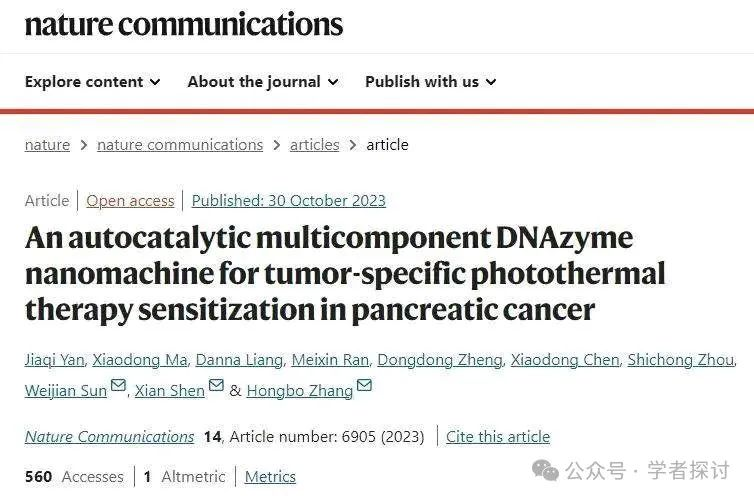 nature communications
Explore content About the journal Publish with us
nature > nature communications > articles > article
Article | Open access | Published: 30 October 2023
An autocatalytic multicomponent DNAzyme
nanomachine for tumor-specific photothermal
therapy sensitization in pancreatic cancer
Jiaqi Yan, Xiaodong Ma, Danna Liang, Meixin Ran, Dongdong Zheng, Xiaodong Chen, Shichong Zhou,
Weijian Sun, Xian Shen & Hongbo Zhang
Nature Communications 14, Article number: 6905 (2023) | Cite this article
560 Accesses | 1 Altmetric | Metrics
公众号·学者探讨